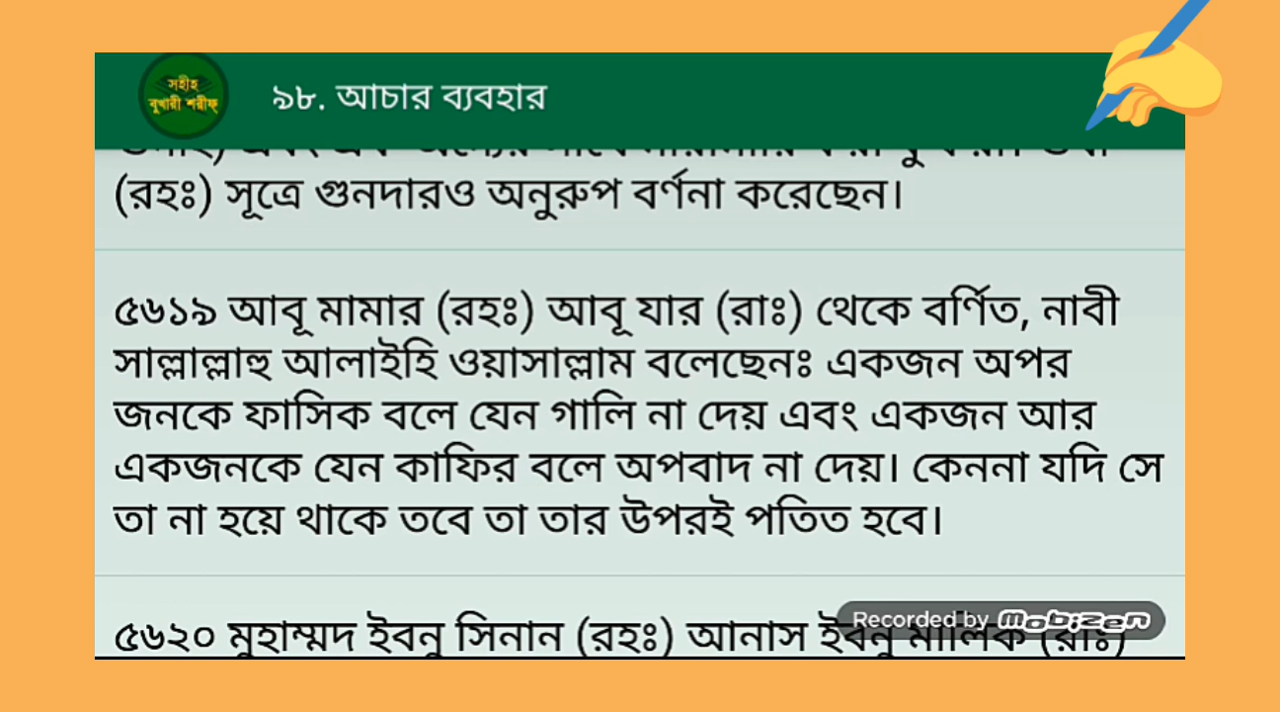 সহীহ
বুখারী শরীফ
৯৮. আচার ব্যবহার
(রহঃ) সূত্রে গুনদারও অনুরুপ বর্ণনা করেছেন।
৫৬১৯ আবূ মামার (রহঃ) আবূ যার (রাঃ) থেকে বর্ণিত, নাবী
সাল্লাল্লাহু আলাইহি ওয়াসাল্লাম বলেছেনঃ একজন অপর
জনকে ফাসিক বলে যেন গালি না দেয় এবং একজন আর
একজনকে যেন কাফির বলে অপবাদ না দেয়। কেননা যদি সে
তা না হয়ে থাকে তবে তা তার উপরই পতিত হবে।
৫৬২০ মুহাম্মদ ইবনু সিনান (রহঃ) আনাস ইবনু মালিক (রাঃ)
Recorded by Mobizen